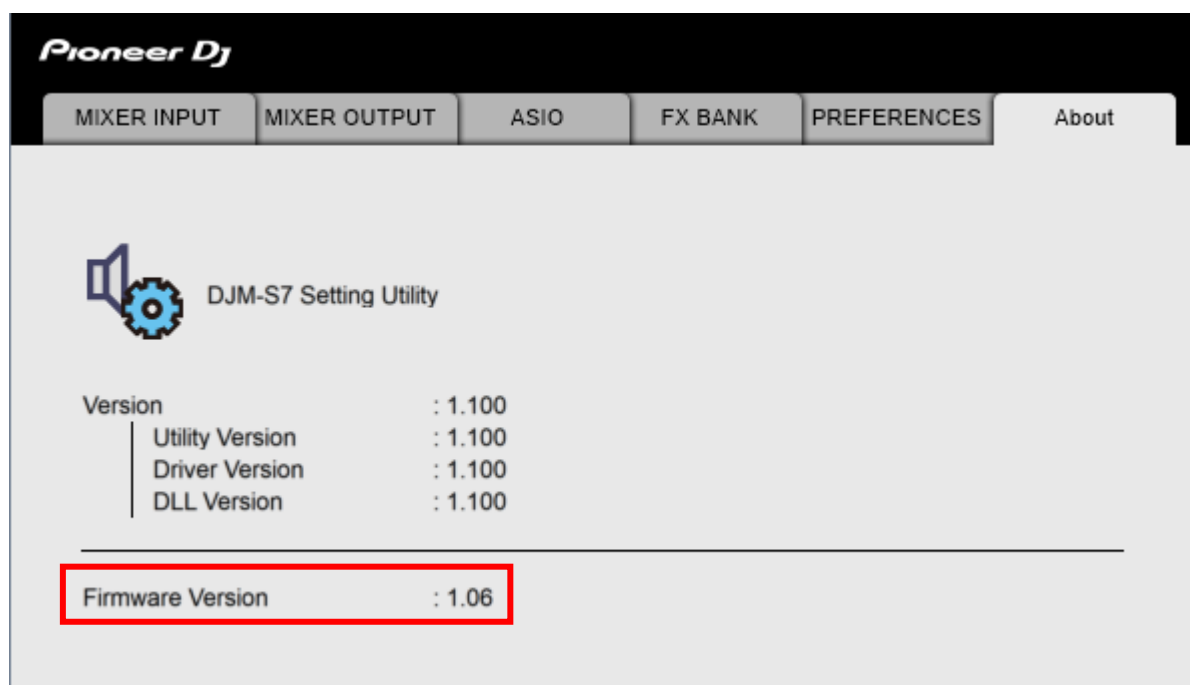 Pioneer Dj
MIXER INPUT MIXER OUTPUT ASIO FX BANK PREFERENCES About
DJM-S7 Setting Utility
Version : 1.100
Utility Version : 1.100
Driver Version : 1.100
DLL Version : 1.100
Firmware Version : 1.06